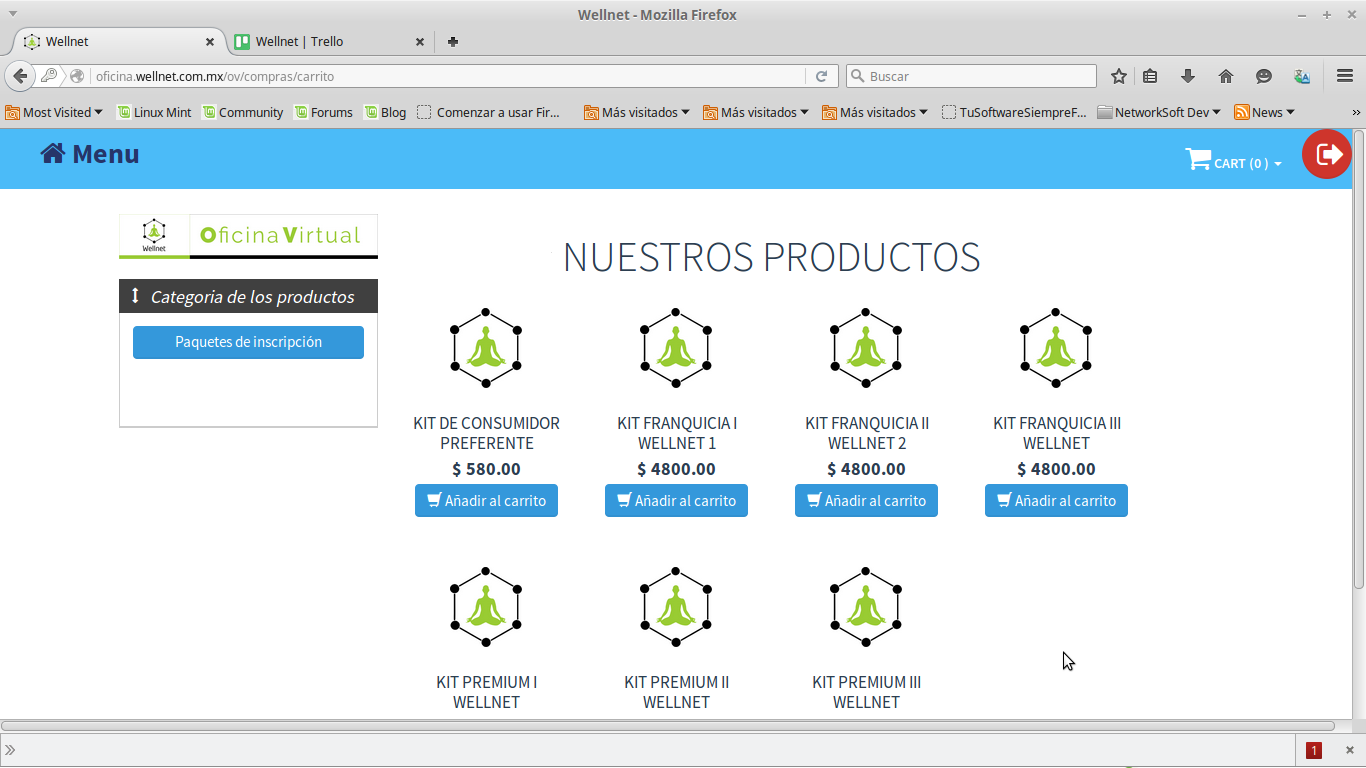 Wellnet - Mozilla Firefox
Wellnet
Wellnet | Trello
oficina.wellnet.com.mx/ov/compras/carrito
Buscar
Most Visited
Linux Mint
Community
Forums
Blog
Comenzar a usar Fir...
Más visitados
Más visitados
Más visitados
TuSoftwareSiempreF...
NetworkSoft Dev
News
Menu
CART (0 )
Wellnet
OficinaVirtual
Categoria de los productos
Paquetes de inscripción
NUESTROS PRODUCTOS
KIT DE CONSUMIDOR
PREFERENTE
$ 580.00
Añadir al carrito
KIT FRANQUICIA I
WELLNET 1
$ 4800.00
Añadir al carrito
KIT FRANQUICIA II
WELLNET 2
$ 4800.00
Añadir al carrito
KIT FRANQUICIA III
WELLNET
$ 4800.00
Añadir al carrito
KIT PREMIUM I
WELLNET
KIT PREMIUM II
WELLNET
KIT PREMIUM III
WELLNET
1